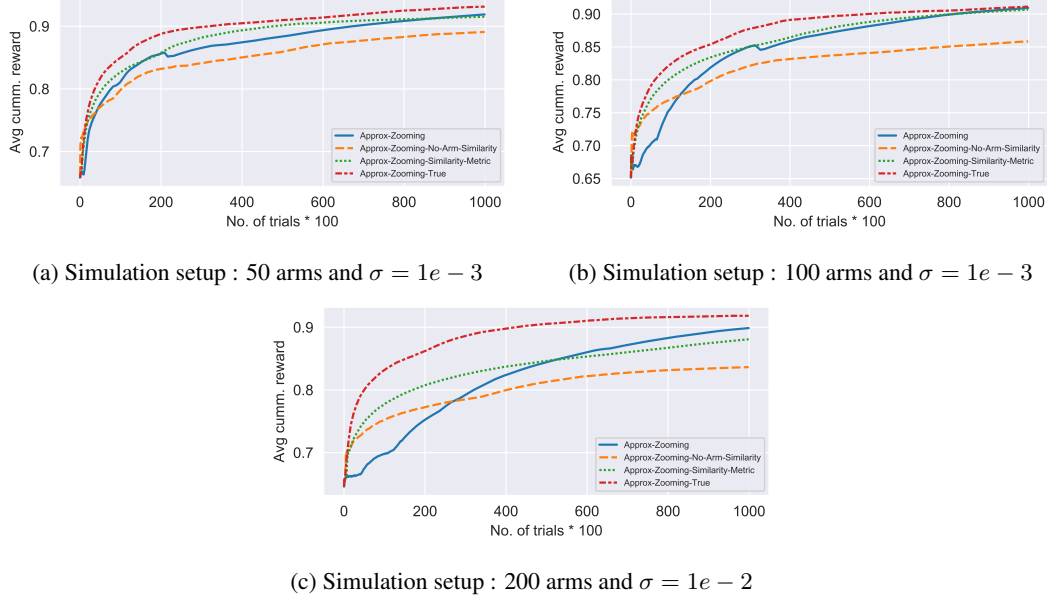 Avg cumm. reward
0.9
0.8
0.7
0 200 400 600 800 1000
No. of trials * 100
Approx-Zooming
Approx-Zooming-No-Arm-Similarity
Approx-Zooming-Similarity-Metric
Approx-Zooming-True
(a) Simulation setup : 50 arms and σ = 1e − 3
Avg cumm. reward
0.90
0.85
0.80
0.75
0.70
0.65
0 200 400 600 800 1000
No. of trials * 100
Approx-Zooming
Approx-Zooming-No-Arm-Similarity
Approx-Zooming-Similarity-Metric
Approx-Zooming-True
(b) Simulation setup : 100 arms and σ = 1e − 3
Avg cumm. reward
0.9
0.8
0.7
0 200 400 600 800 1000
No. of trials * 100
Approx-Zooming
Approx-Zooming-No-Arm-Similarity
Approx-Zooming-Similarity-Metric
Approx-Zooming-True
(c) Simulation setup : 200 arms and σ = 1e − 2